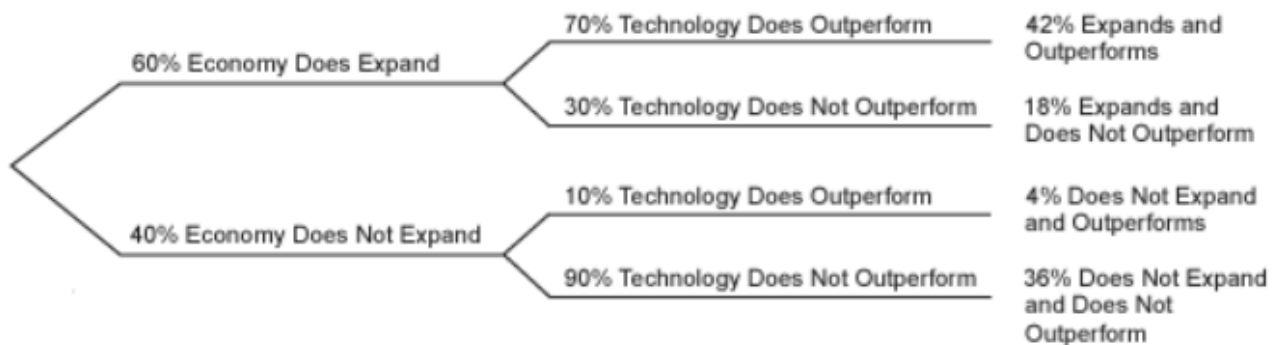 70% Technology Does Outperform
42% Expands and
Outperforms
60% Economy Does Expand
30% Technology Does Not Outperform
18% Expands and
Does Not Outperform
10% Technology Does Outperform
4% Does Not Expand
and Outperforms
40% Economy Does Not Expand
90% Technology Does Not Outperform
36% Does Not Expand
and Does Not
Outperform